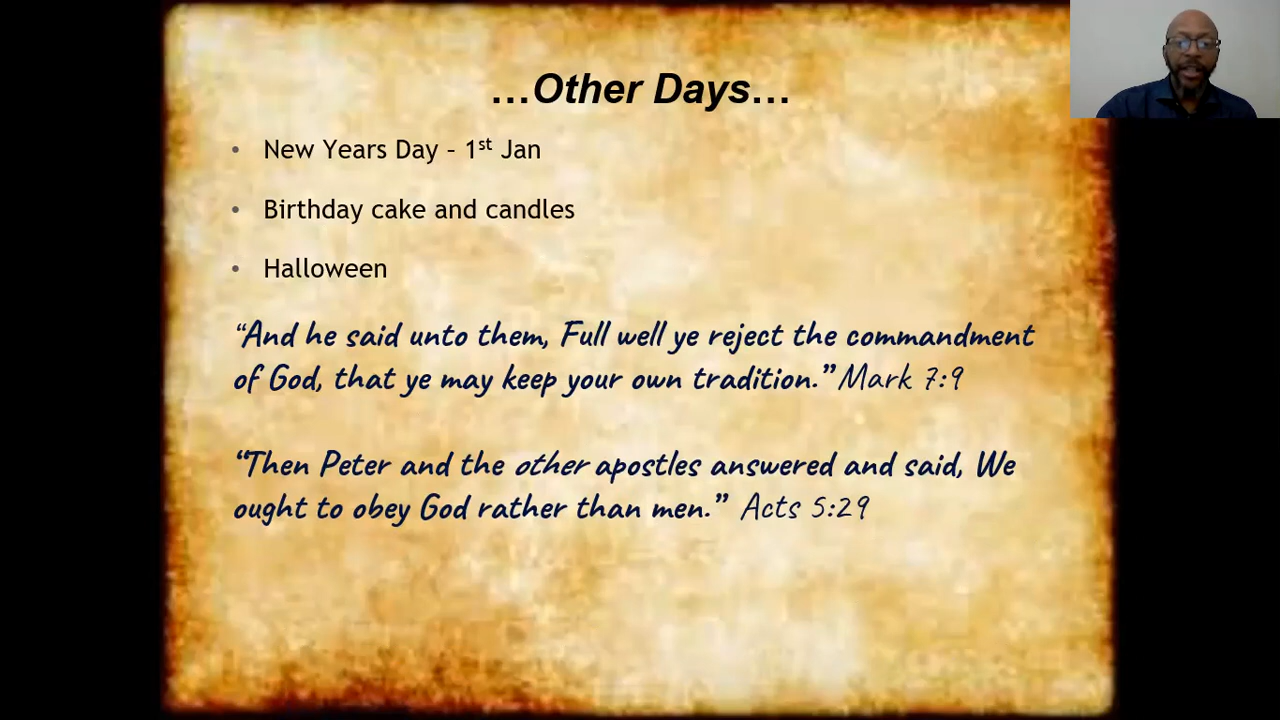 …Other Days…
• New Years Day – 1st Jan
• Birthday cake and candles
• Halloween
“And he said unto them, Full well ye reject the commandment
of God, that ye may keep your own tradition.” Mark 7:9
“Then Peter and the other apostles answered and said, We
ought to obey God rather than men.” Acts 5:29